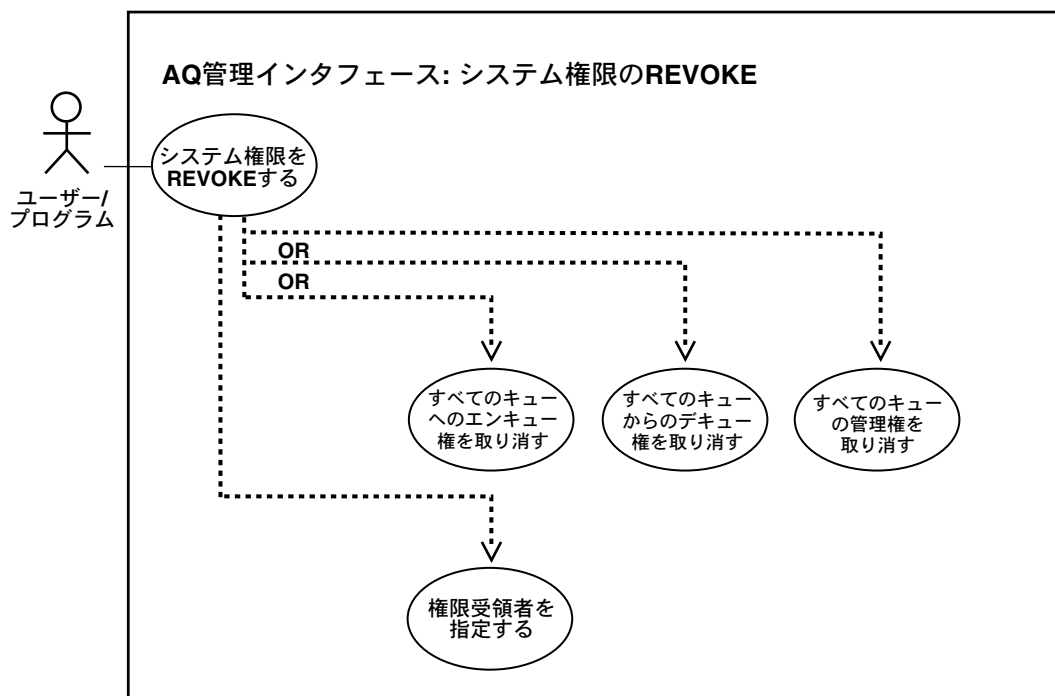 AQ管理インタフェース: システム権限のREVOKE
ユーザー/
プログラム
システム権限を
REVOKEする
OR
OR
すべてのキュー
へのエンキュー
権を取り消す
すべてのキュー
からのデキュー
権を取り消す
すべてのキュー
の管理権を
取り消す
権限受領者を
指定する